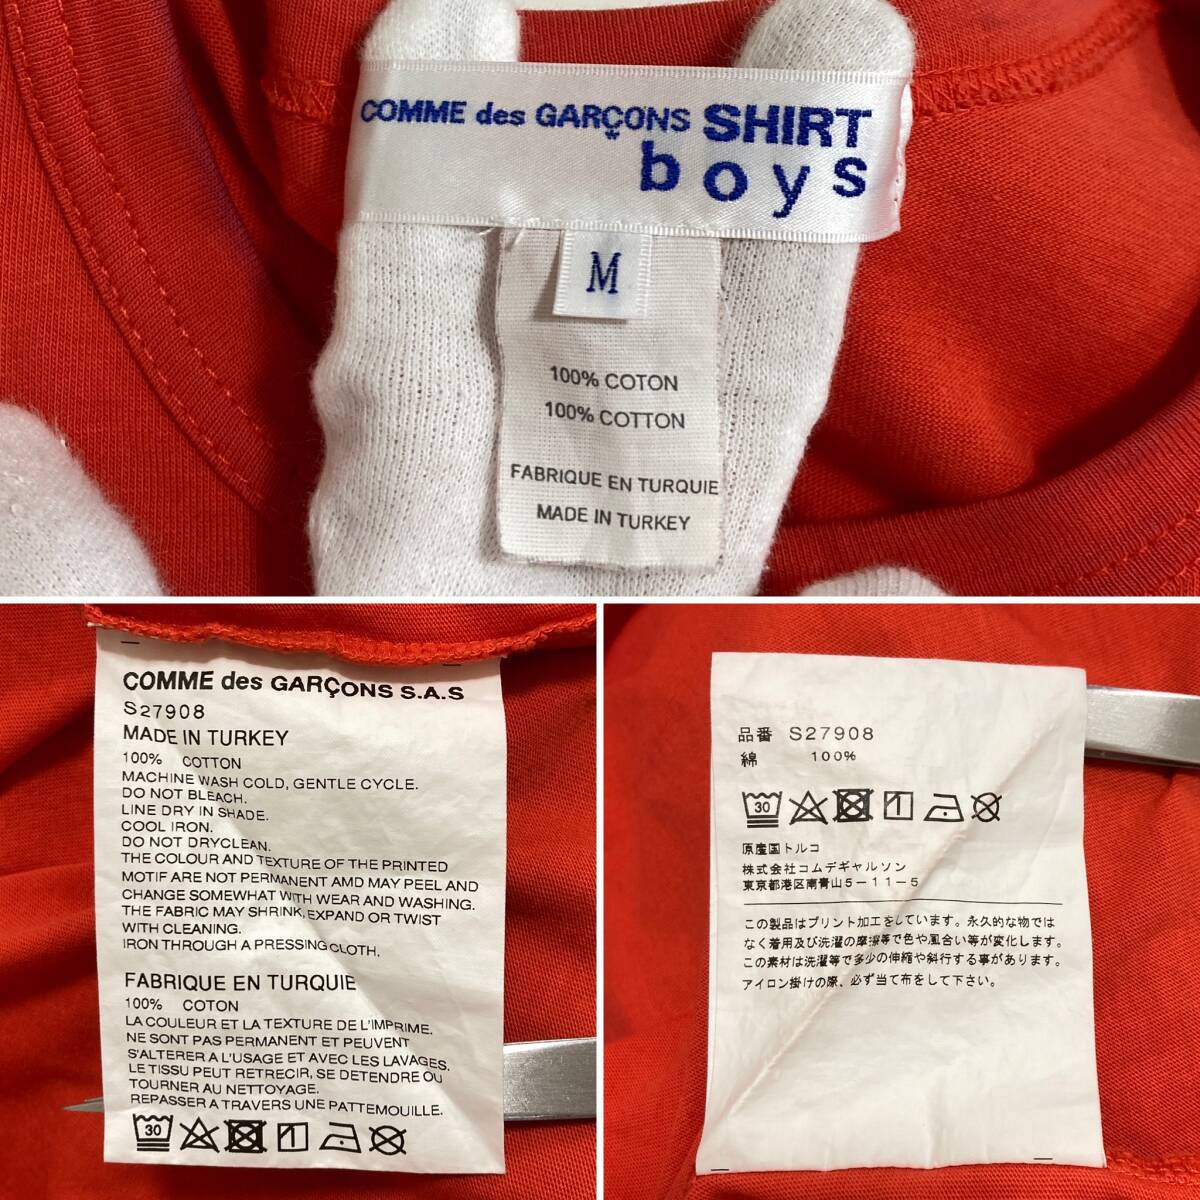 COMME des GARÇONS SHIRT
boys
M
100% COTON
100% COTTON
FABRIQUE EN TURQUIE
MADE IN TURKEY
COMME des GARÇONS S.A.S
S27908
MADE IN TURKEY
100% COTTON
MACHINE WASH COLD, GENTLE CYCLE.
DO NOT BLEACH.
LINE DRY IN SHADE.
COOL IRON.
DO NOT DRYCLEAN.
THE COLOUR AND TEXTURE OF THE PRINTED
MOTIF ARE NOT PERMANENT AMD MAY PEEL AND
CHANGE SOMEWHAT WITH WEAR AND WASHING.
THE FABRIC MAY SHRINK, EXPAND OR TWIST
WITH CLEANING.
IRON THROUGH A PRESSING CLOTH,
FABRIQUE EN TURQUIE
100% COTON
LA COULEUR ET LA TEXTURE DE L'IMPRIME.
NE SONT PAS PERMANENT ET PEUVENT
S'ALTERER A L'USAGE ET AVEC LES LAVAGES.
LE TISSU PEUT RETRECIR, SE DETENDRE OU
TOURNER AU NETTOYAGE.
REPASSER A TRAVERS UNE PATTEMOUILLE.
30
品番 S27908
綿 100%
30
原産国トルコ
株式会社コムデギャルソン
東京都港区南青山5-11-5
この製品はプリント加工をしています。永久的な物では
なく着用及び洗濯の摩擦等で色や風合い等が変化します。
この素材は洗濯等で多少の伸縮や斜行する事があります。
アイロン掛けの際、必ず当て布をして下さい。